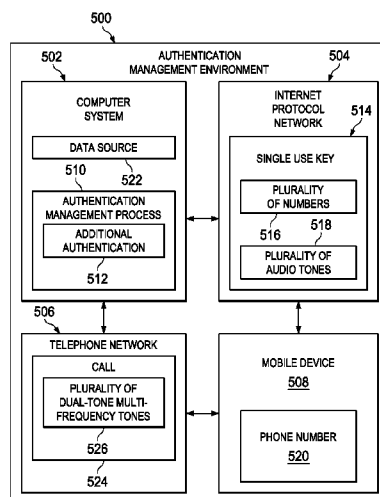 500
AUTHENTICATION
MANAGEMENT ENVIRONMENT
502
COMPUTER
SYSTEM
DATA SOURCE
522
510
AUTHENTICATION
MANAGEMENT PROCESS
ADDITIONAL
AUTHENTICATION
512
504
INTERNET
PROTOCOL
NETWORK
514
SINGLE USE KEY
PLURALITY
OF NUMBERS
516
518
PLURALITY OF
AUDIO TONES
506
TELEPHONE NETWORK
CALL
PLURALITY OF
DUAL-TONE MULTI-
FREQUENCY TONES
526
524
MOBILE DEVICE
508
PHONE NUMBER
520